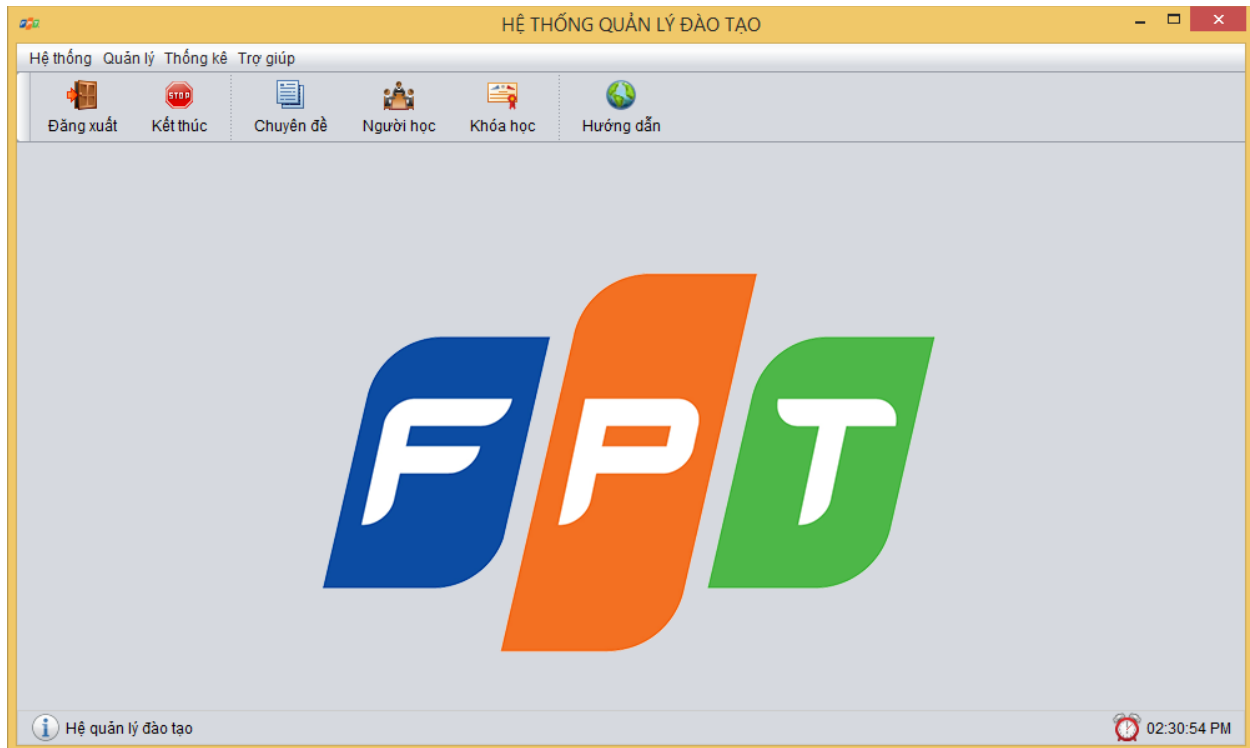 HỆ THỐNG QUẢN LÝ ĐÀO TẠO
Hệ thống Quản lý Thống kê Trợ giúp
STOP
Đăng xuất Kết thúc Chuyên đề Người học Khóa học Hướng dẫn
FPT
Hệ quản lý đào tạo 02:30:54 PM